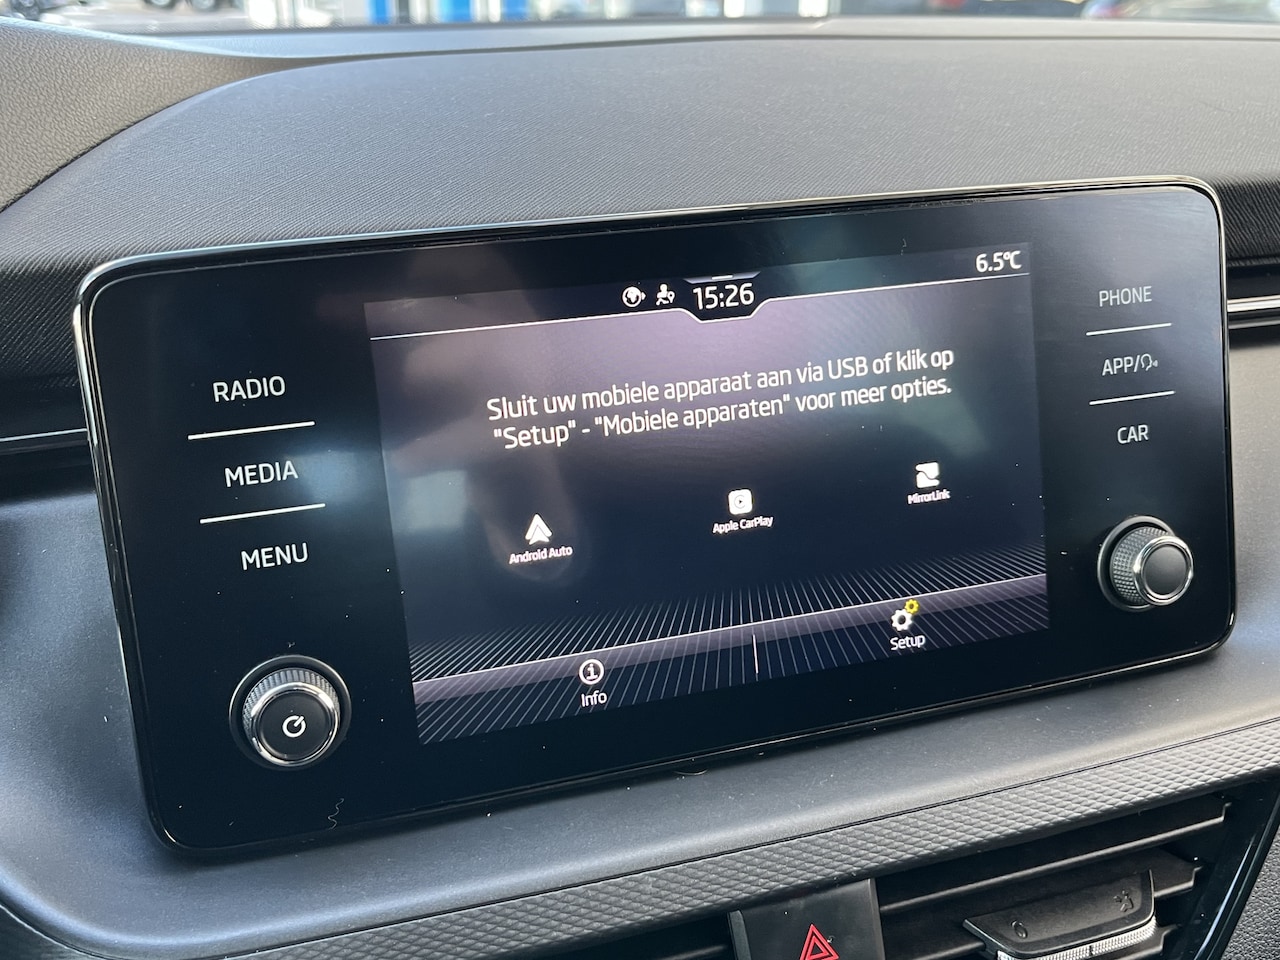 6.5°C
15:26
RADIO
MEDIA
MENU
Sluit uw mobiele apparaat aan via USB of klik op
"Setup" - "Mobiele apparaten" voor meer opties.
Android Auto
Apple CarPlay
MirrorLink
Info
Setup
PHONE
APP/
CAR